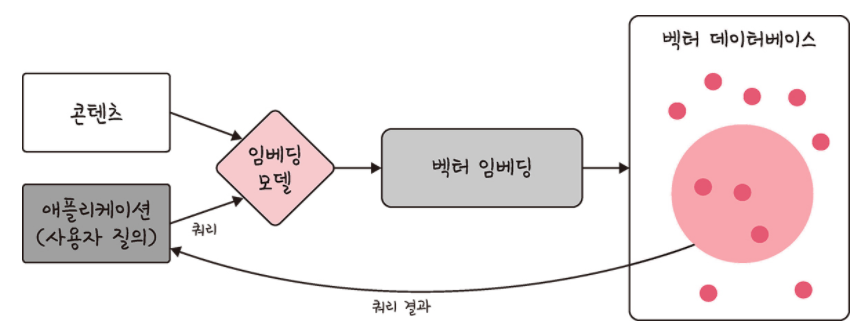 벡터 데이터베이스
콘텐츠
임베딩
모델
벡터 임베딩
애플리케이션
(사용자 질의)
쿼리
쿼리 결과